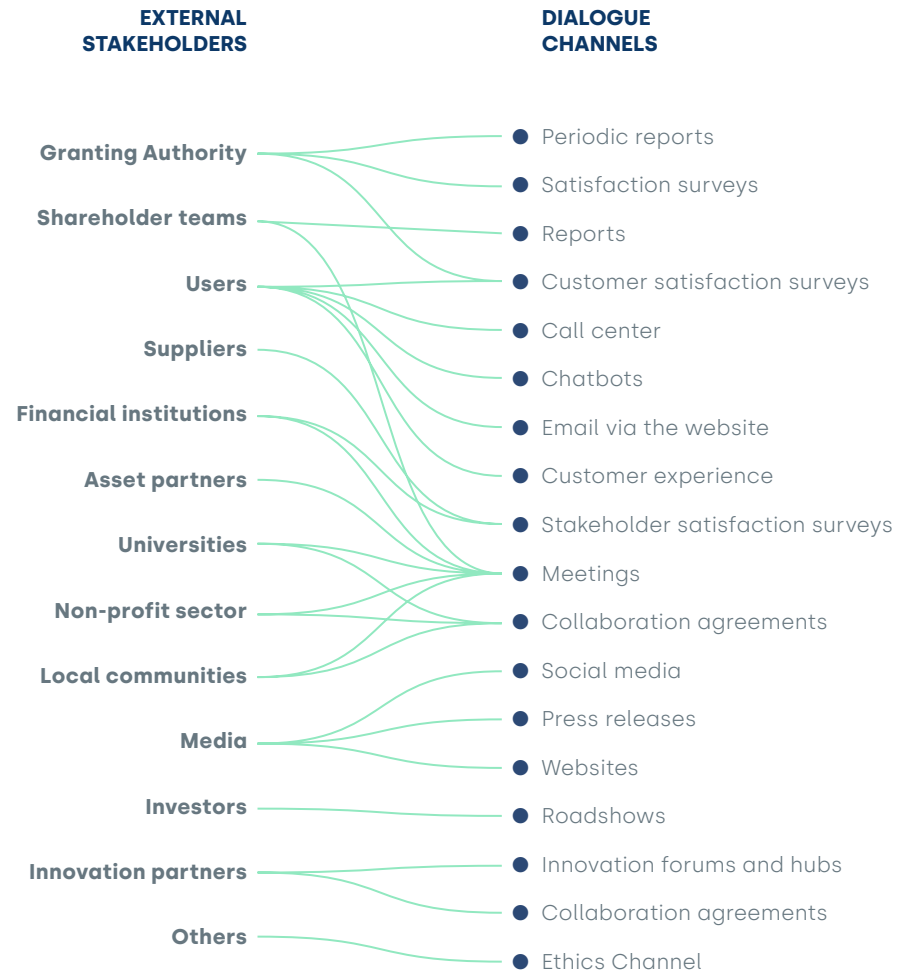 EXTERNAL
STAKEHOLDERS
Granting Authority
Shareholder teams
Users
Suppliers
Financial institutions
Asset partners
Universities
Non-profit sector
Local communities
Media
Investors
Innovation partners
Others
DIALOGUE
CHANNELS
Periodic reports
Satisfaction surveys
Reports
Customer satisfaction surveys
Call center
Chatbots
Email via the website
Customer experience
Stakeholder satisfaction surveys
Meetings
Collaboration agreements
Social media
Press releases
Websites
Roadshows
Innovation forums and hubs
Collaboration agreements
Ethics Channel